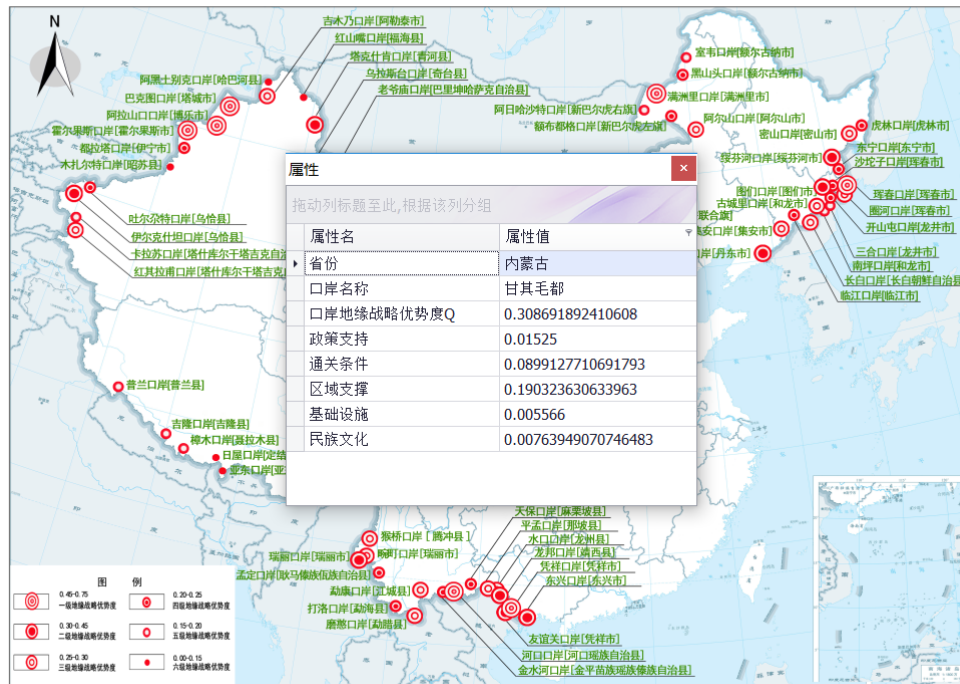 N
吉木乃口岸[阿勒泰市]
红山嘴口岸[福海县]
塔克什肯口岸[青河县]
乌拉斯台口岸[奇台县]
老爷庙口岸[巴里坤哈萨克自治县]
阿黑土别克口岸[哈巴河县]
巴克图口岸[塔城市]
阿拉山口口岸[博乐市]
霍尔果斯口岸[霍尔果斯市]
都拉塔口岸[伊宁市]
木扎尔特口岸[昭苏县]
吐尔尕特口岸[乌恰县]
伊尔克什坦口岸[乌恰县]
卡拉苏口岸[塔什库尔干塔吉克自治
红其拉甫口岸[塔什库尔干塔吉克
室韦口岸[额尔古纳市]
黑山头口岸[额尔古纳市]
满洲里口岸[满洲里市]
阿日哈沙特口岸[新巴尔虎右旗]
额布都格口岸[新巴尔虎左旗]
阿尔山口岸[阿尔山市]
密山口岸[密山市]
虎林口岸[虎林市]
绥芬河口岸[绥芬河市]
东宁口岸[东宁市]
沙坨子口岸[珲春市]
图们口岸[图们市]
古城里口岸[和龙市]
珲春口岸[珲春市]
圈河口岸[珲春市]
开山屯口岸[龙井市]
联合旗]
集安口岸[集安市]
岸[丹东市]
三合口岸[龙井市]
南坪口岸[和龙市]
长白口岸[长白朝鲜自治县]
临江口岸[临江市]
属性
×
拖动列标题至此,根据该列分组
属性名 属性值
省份 内蒙古
口岸名称 甘其毛都
口岸地缘战略优势度Q 0.308691892410608
政策支持 0.01525
通关条件 0.0899127710691793
区域支撑 0.190323630633963
基础设施 0.005566
民族文化 0.00763949070746483
普兰口岸[普兰县]
吉隆口岸[吉隆县]
樟木口岸[聂拉木县]
日屋口岸[定结
亚东口岸[亚
天保口岸[麻栗坡县]
平孟口岸[那坡县]
水口口岸[龙州县]
龙邦口岸[靖西县]
凭祥口岸[凭祥市]
东兴口岸[东兴市]
猴桥口岸[腾冲县]
瑞丽口岸[瑞丽市]
畹町口岸[瑞丽市]
孟定口岸[耿马傣族佤族自治县]
勐康口岸[江城县]
打洛口岸[勐海县]
磨憨口岸[勐腊县]
友谊关口岸[凭祥市]
河口口岸[河口瑶族自治县]
金水河口岸[金平苗族瑶族傣族自治县]
图 例
0.45-0.75
一级地缘战略优势度
0.20-0.25
四级地缘战略优势度
0.30-0.45
二级地缘战略优势度
0.15-0.20
五级地缘战略优势度
0.25-0.30
三级地缘战略优势度
0.00-0.15
六级地缘战略优势度